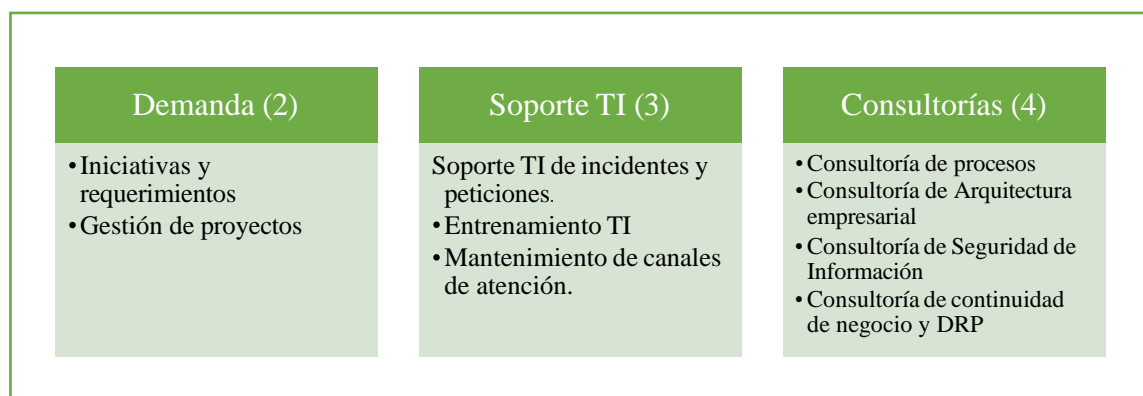 Demanda (2)
•Iniciativas y
requerimientos
•Gestión de proyectos
Soporte TI (3)
Soporte TI de incidentes y
peticiones.
•Entrenamiento TI
•Mantenimiento de canales
de atención.
Consultorías (4)
•Consultoría de procesos
•Consultoría de Arquitectura
empresarial
•Consultoría de Seguridad de
Información
•Consultoría de continuidad
de negocio y DRP